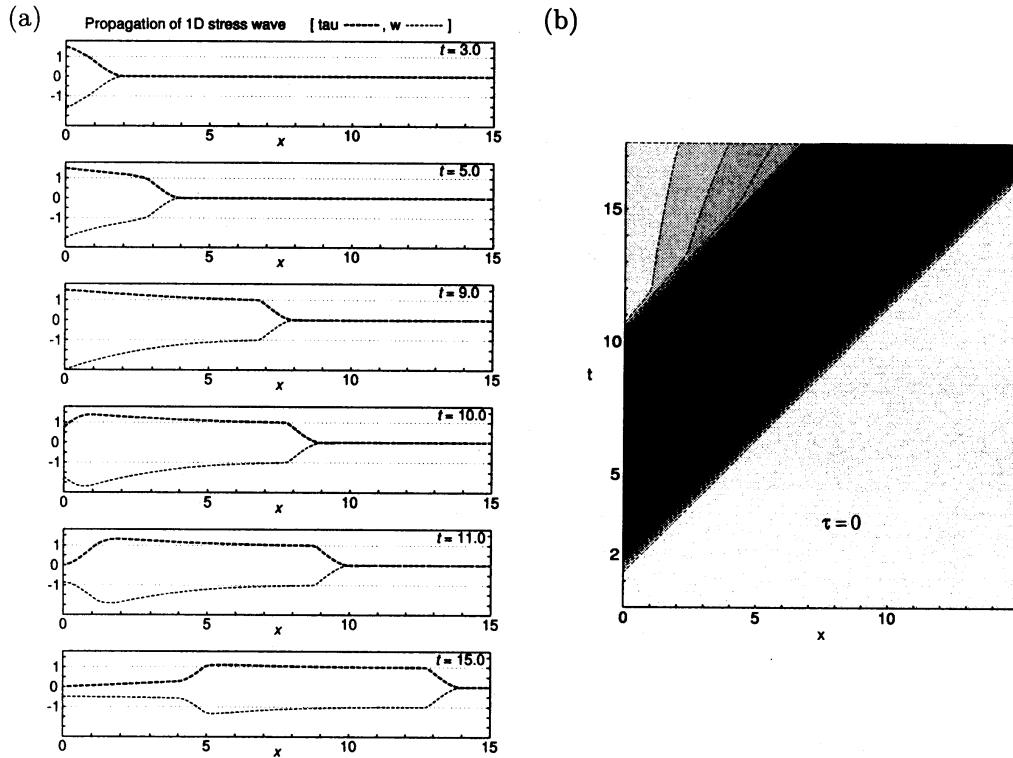 (a)
Propagation of 1D stress wave [ tau ------ , w ------ ]
t = 3.0
1
0
-1
0 5 10 15
x
t = 5.0
1
0
-1
0 5 10 15
x
t = 9.0
1
0
-1
0 5 10 15
x
t = 10.0
1
0
-1
0 5 10 15
x
t = 11.0
1
0
-1
0 5 10 15
x
t = 15.0
1
0
-1
0 5 10 15
x
(b)
15
10
t
5
2
τ = 0
0 5 10
x